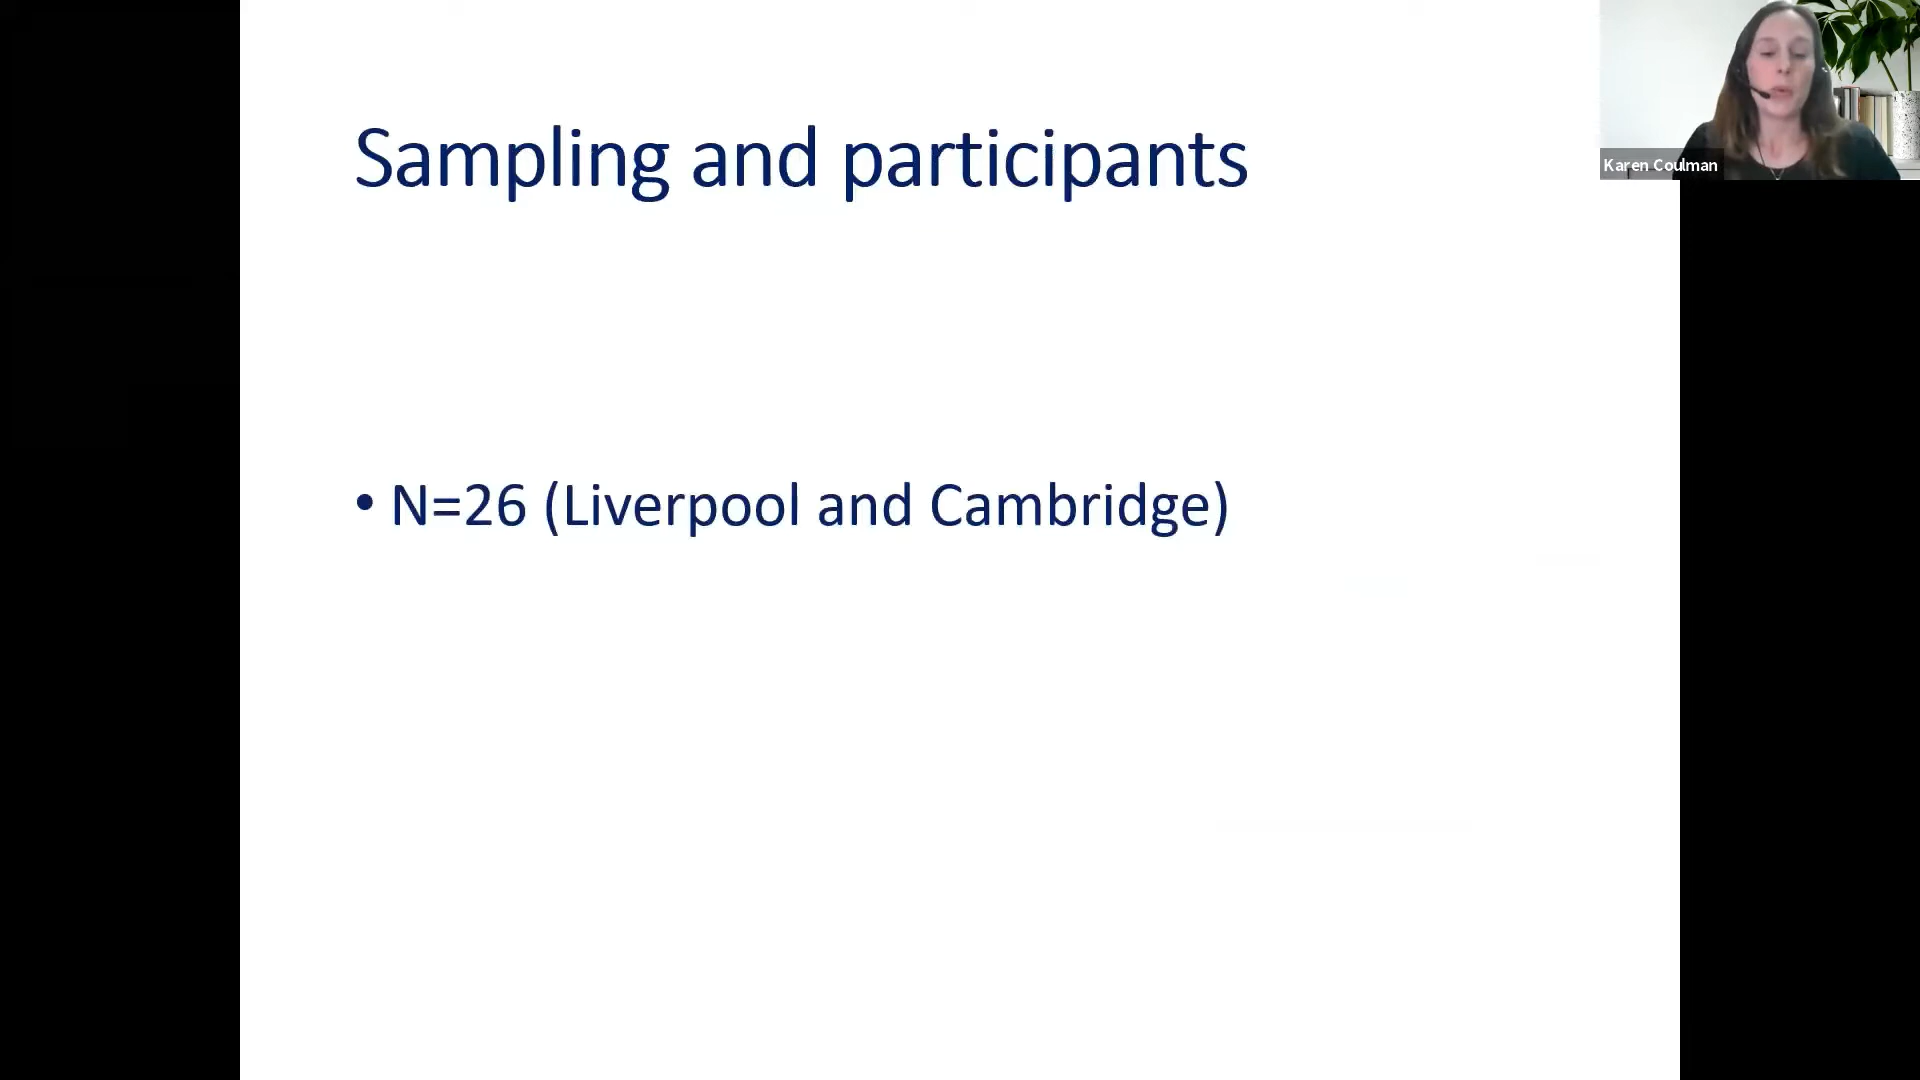 Sampling and participants
• N=26 (Liverpool and Cambridge)
Karen Coulman